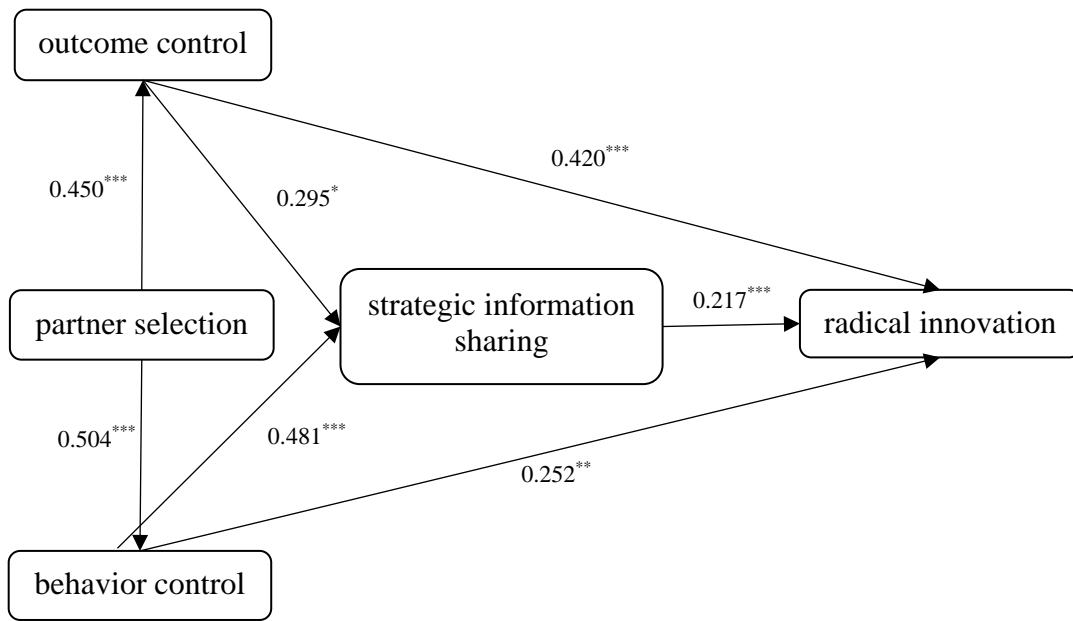 outcome control
0.420***
0.450***
0.295*
partner selection
strategic information
sharing
0.217***
radical innovation
0.504***
0.481***
0.252**
behavior control